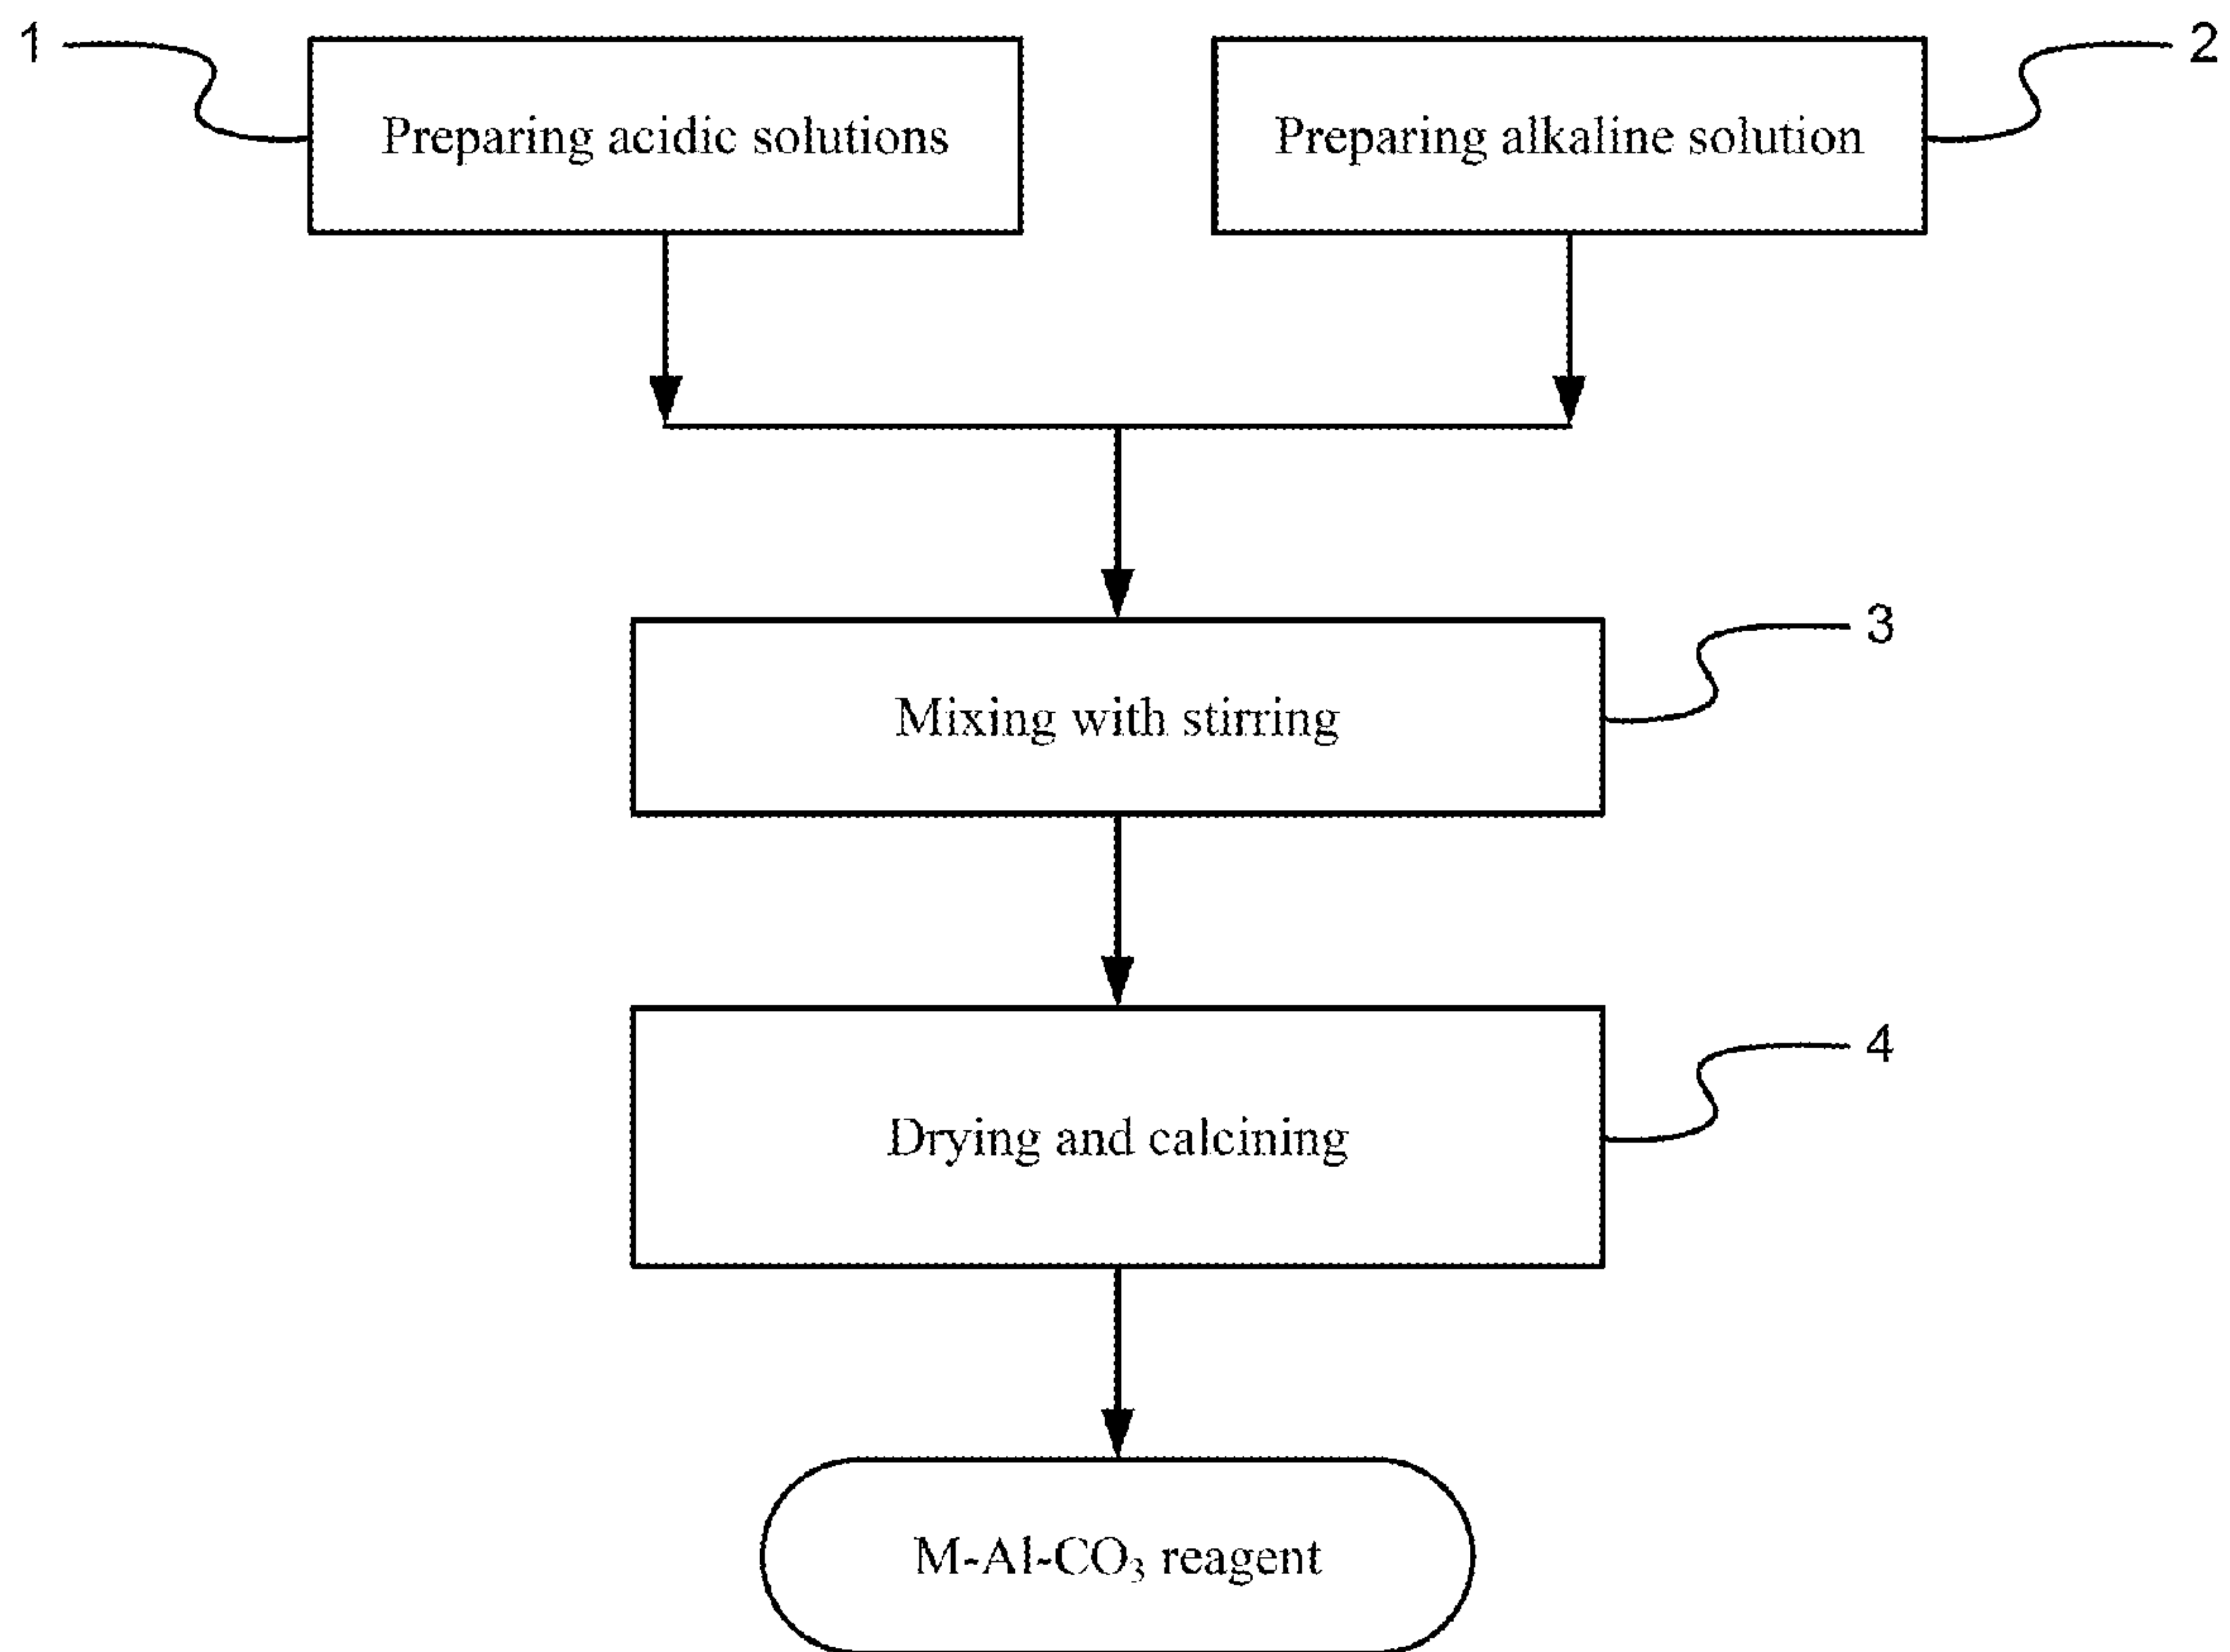 1
Preparing acidic solutions
Preparing alkaline solution
2
3
Mixing with stirring
4
Drying and calcining
M-Al-CO₃ reagent